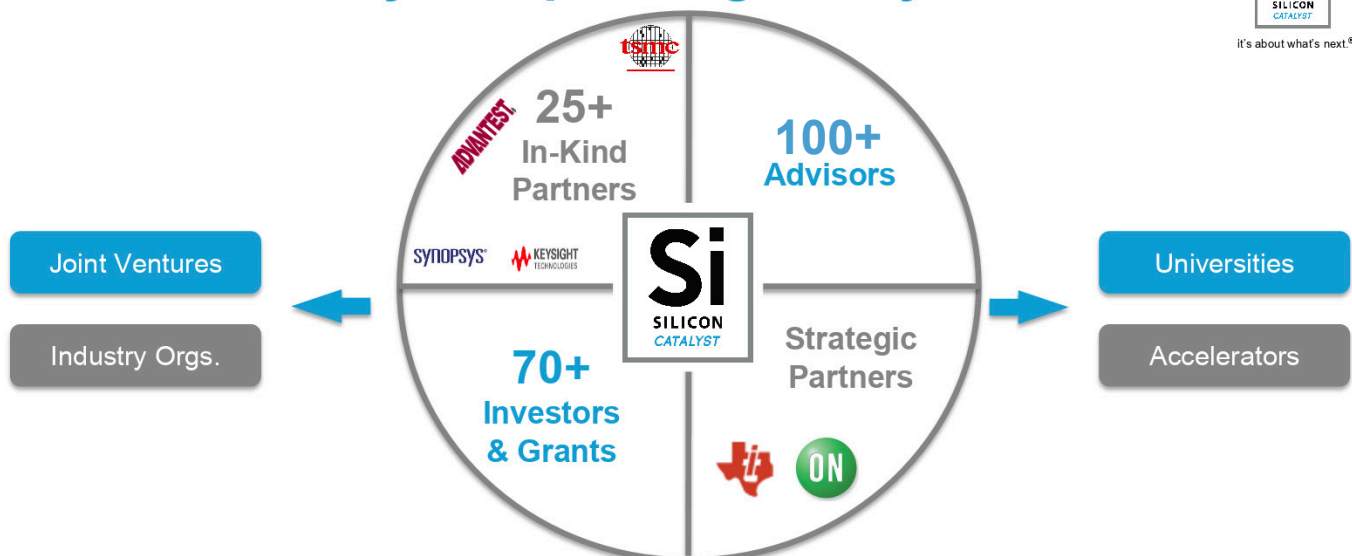 SILICON
CATALYST
it's about what's next.®
tsmc
ADVANTEST
25+
In-Kind
Partners
SYNOPSYS®
KEYSIGHT
TECHNOLOGIES
100+
Advisors
Si
SILICON
CATALYST
Joint Ventures
Industry Orgs.
Universities
Accelerators
70+
Investors
& Grants
Strategic
Partners
ti
ON